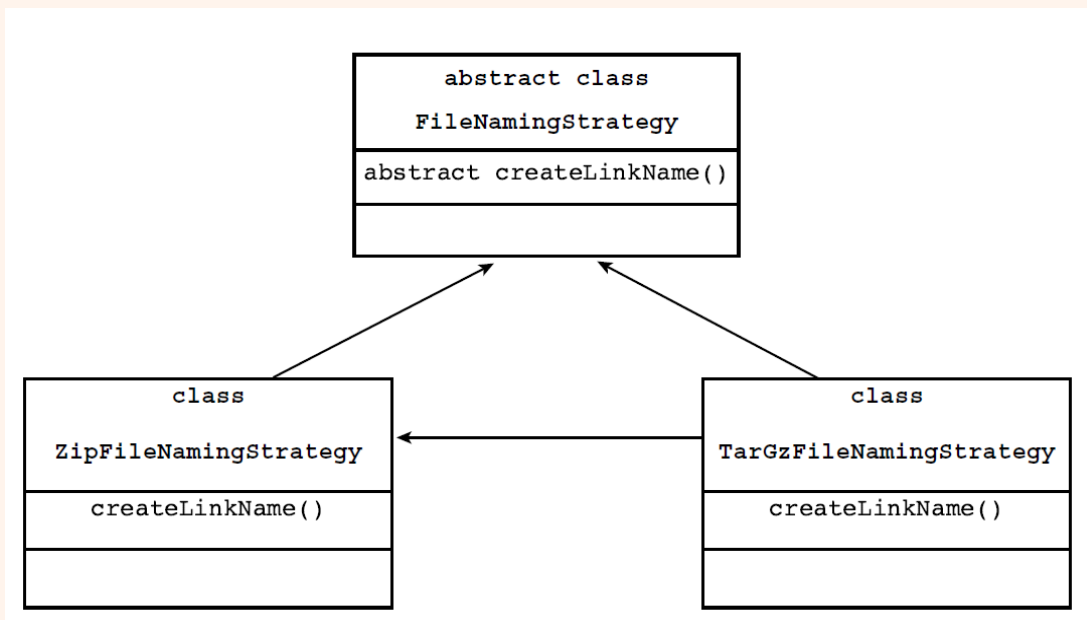 abstract class
FileNamingStrategy
abstract createLinkName()
class
ZipFileNamingStrategy
createLinkName()
class
TarGzFileNamingStrategy
createLinkName()